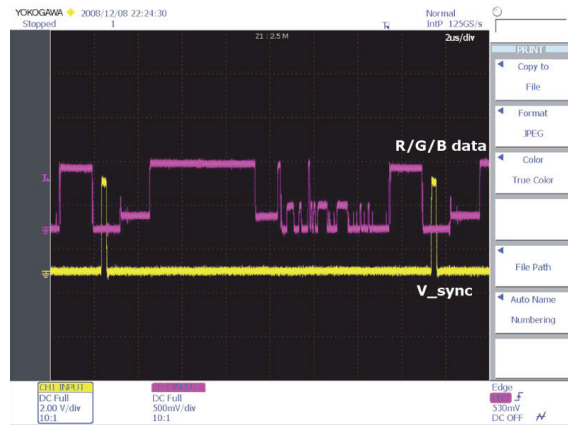 YOKOGAWA 2008/12/08 22:24:30
Stopped 1
Normal
IntP 125GS/s
Z1 : 2.5 M
2us/div
R/G/B data
V_sync
PRINT
Copy to
File
Format
JPEG
Color
True Color
File Path
Auto Name
Numbering
CH1 INPUT
DC Full
2.00 V/div
10:1
DC Full
500mV/div
10:1
Edge
530mV
DC OFF